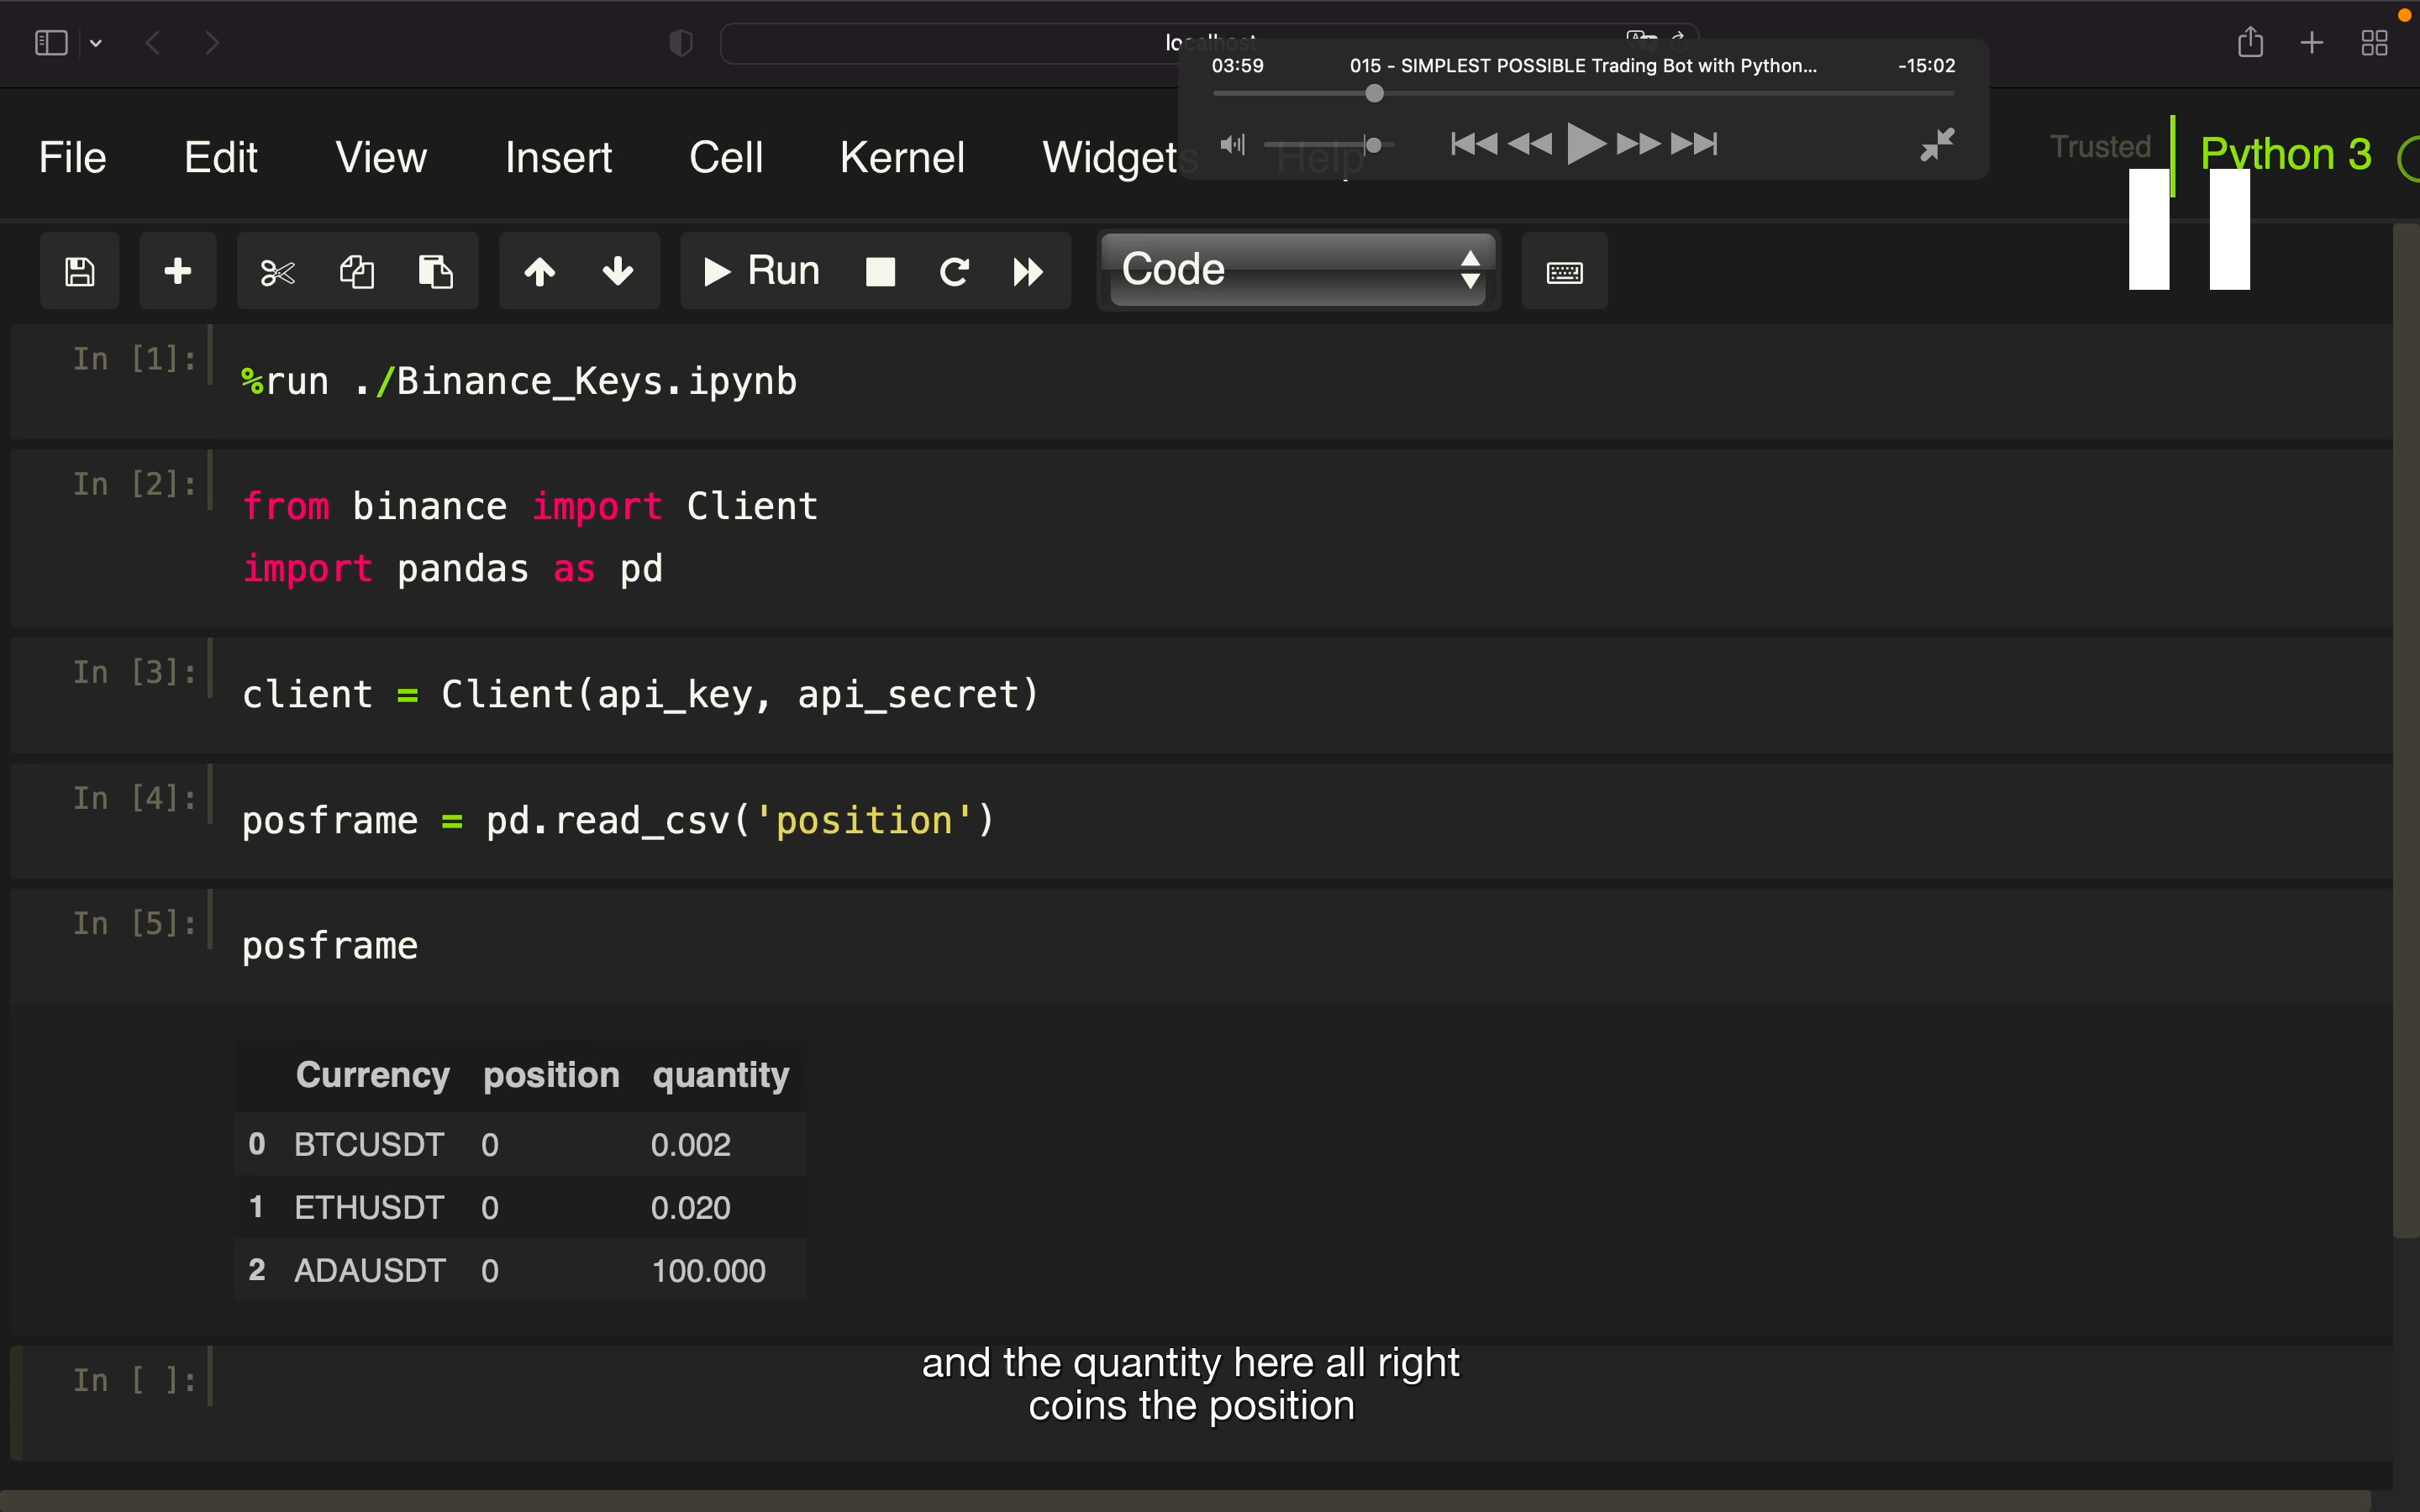 localhost
03:59 015 - SIMPLEST POSSIBLE Trading Bot with Python... -15:02
File Edit View Insert Cell Kernel Widgets Help Trusted Python 3
Run Code
In [1]: %run ./Binance_Keys.ipynb
In [2]: from binance import Client
import pandas as pd
In [3]: client = Client(api_key, api_secret)
In [4]: posframe = pd.read_csv('position')
In [5]: posframe
Currency position quantity
0 BTCUSDT 0 0.002
1 ETHUSDT 0 0.020
2 ADAUSDT 0 100.000
In [ ]:
and the quantity here all right
coins the position